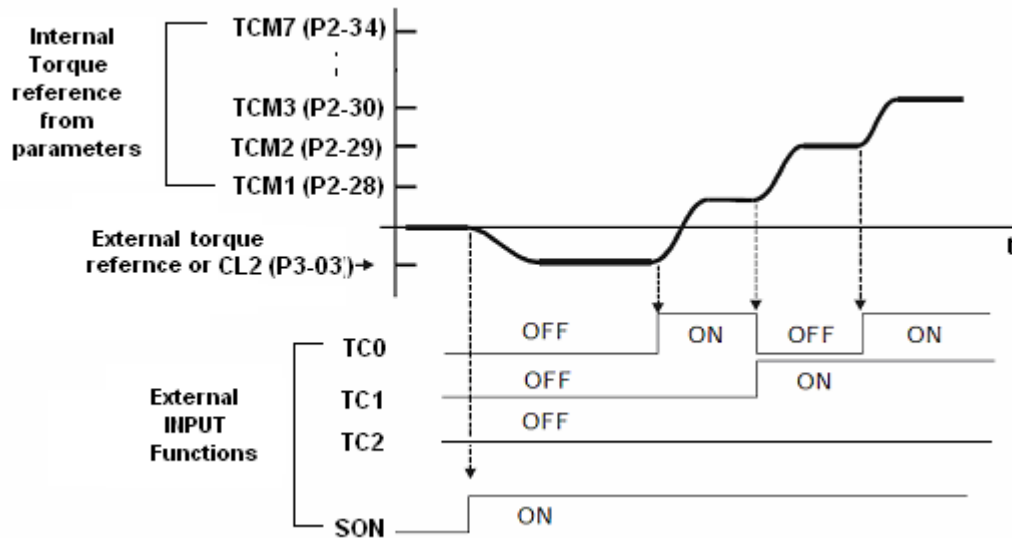 Internal
Torque
reference
from
parameters
TCM7 (P2-34)
TCM3 (P2-30)
TCM2 (P2-29)
TCM1 (P2-28)
External torque
refernce or CL2 (P3-03)
t
External
INPUT
Functions
TC0
OFF
ON
OFF
ON
TC1
OFF
ON
TC2
OFF
SON
ON